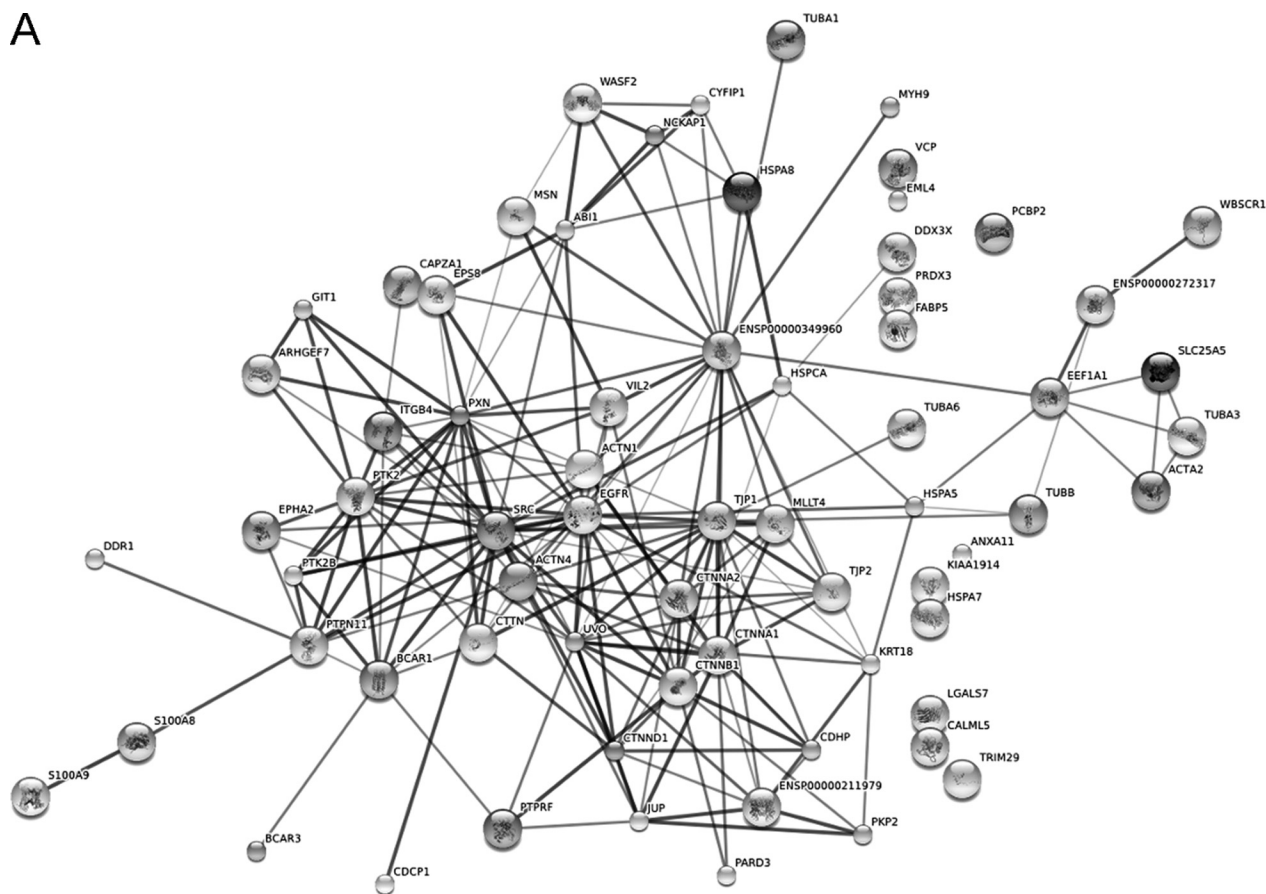 A
TUBA1
WASF2
CYFIP1
MYH9
NCKAP1
VCP
HSPA8
EML4
MSN
ABI1
PCBP2
WBSCR1
DDX3X
CAPZA1
EPS8
PRDX3
ENSP00000272317
GIT1
FABP5
ENSP00000349960
ARHGEF7
SLC25A5
HSPCA
EEF1A1
VIL2
PXN
ITGB4
TUBA6
TUBA3
ACTN1
PTK2
ACTA2
EGFR
EPHA2
SRC
TJP1
MLLT4
HSPA5
TUBB
DDR1
ANXA11
PTK2B
ACTN4
KIAA1914
CTNNA2
TJP2
HSPA7
PTPN11
CTTN
UVO
CTNNA1
BCAR1
KRT18
CTNNB1
LGALS7
S100A8
CALML5
CTNND1
CDHP
TRIM29
S100A9
ENSP00000211979
PTPRF
JUP
PKP2
BCAR3
PARD3
CDCP1